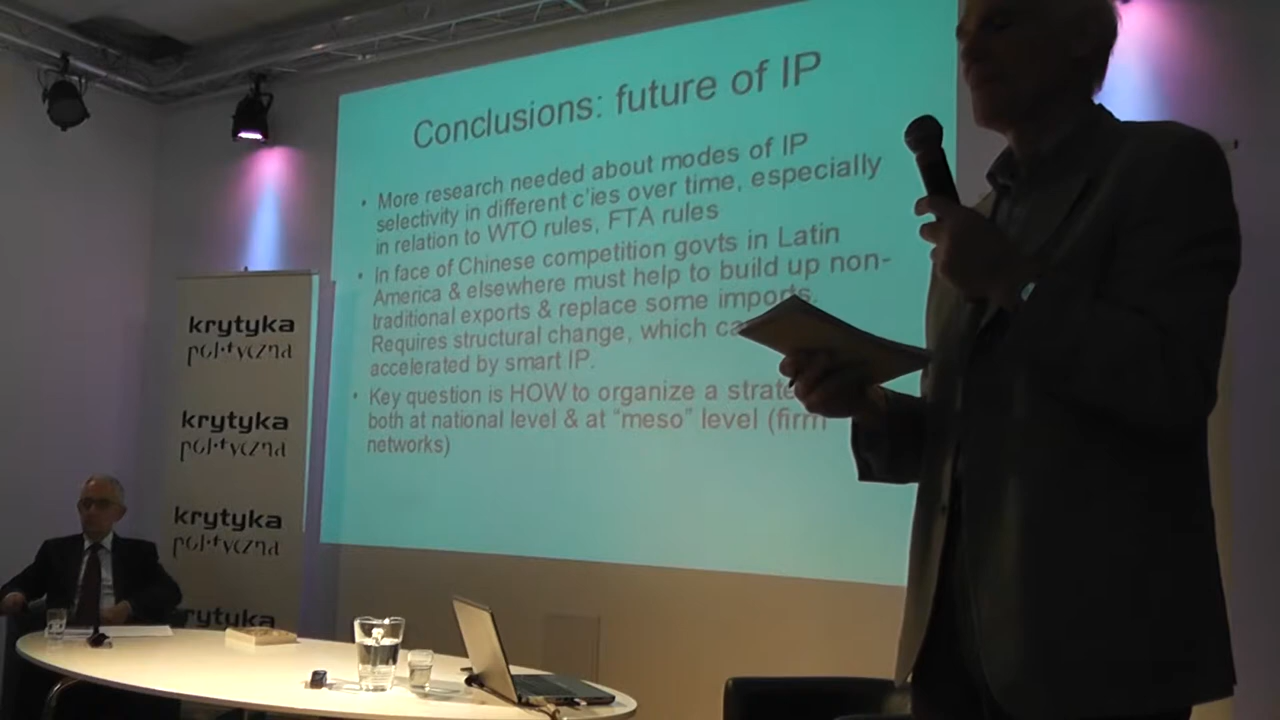 Conclusions: future of IP
• More research needed about modes of IP
selectivity in different c'ies over time, especially
in relation to WTO rules, FTA rules
• In face of Chinese competition govts in Latin
America & elsewhere must help to build up non-
traditional exports & replace some imports.
Requires structural change, which
accelerated by smart IP.
• Key question is HOW to organize a
both at national level & at “meso” level (firm
networks)
krytyka
polityczna
krytyka
polityczna
krytyka
polityczna
rytyka